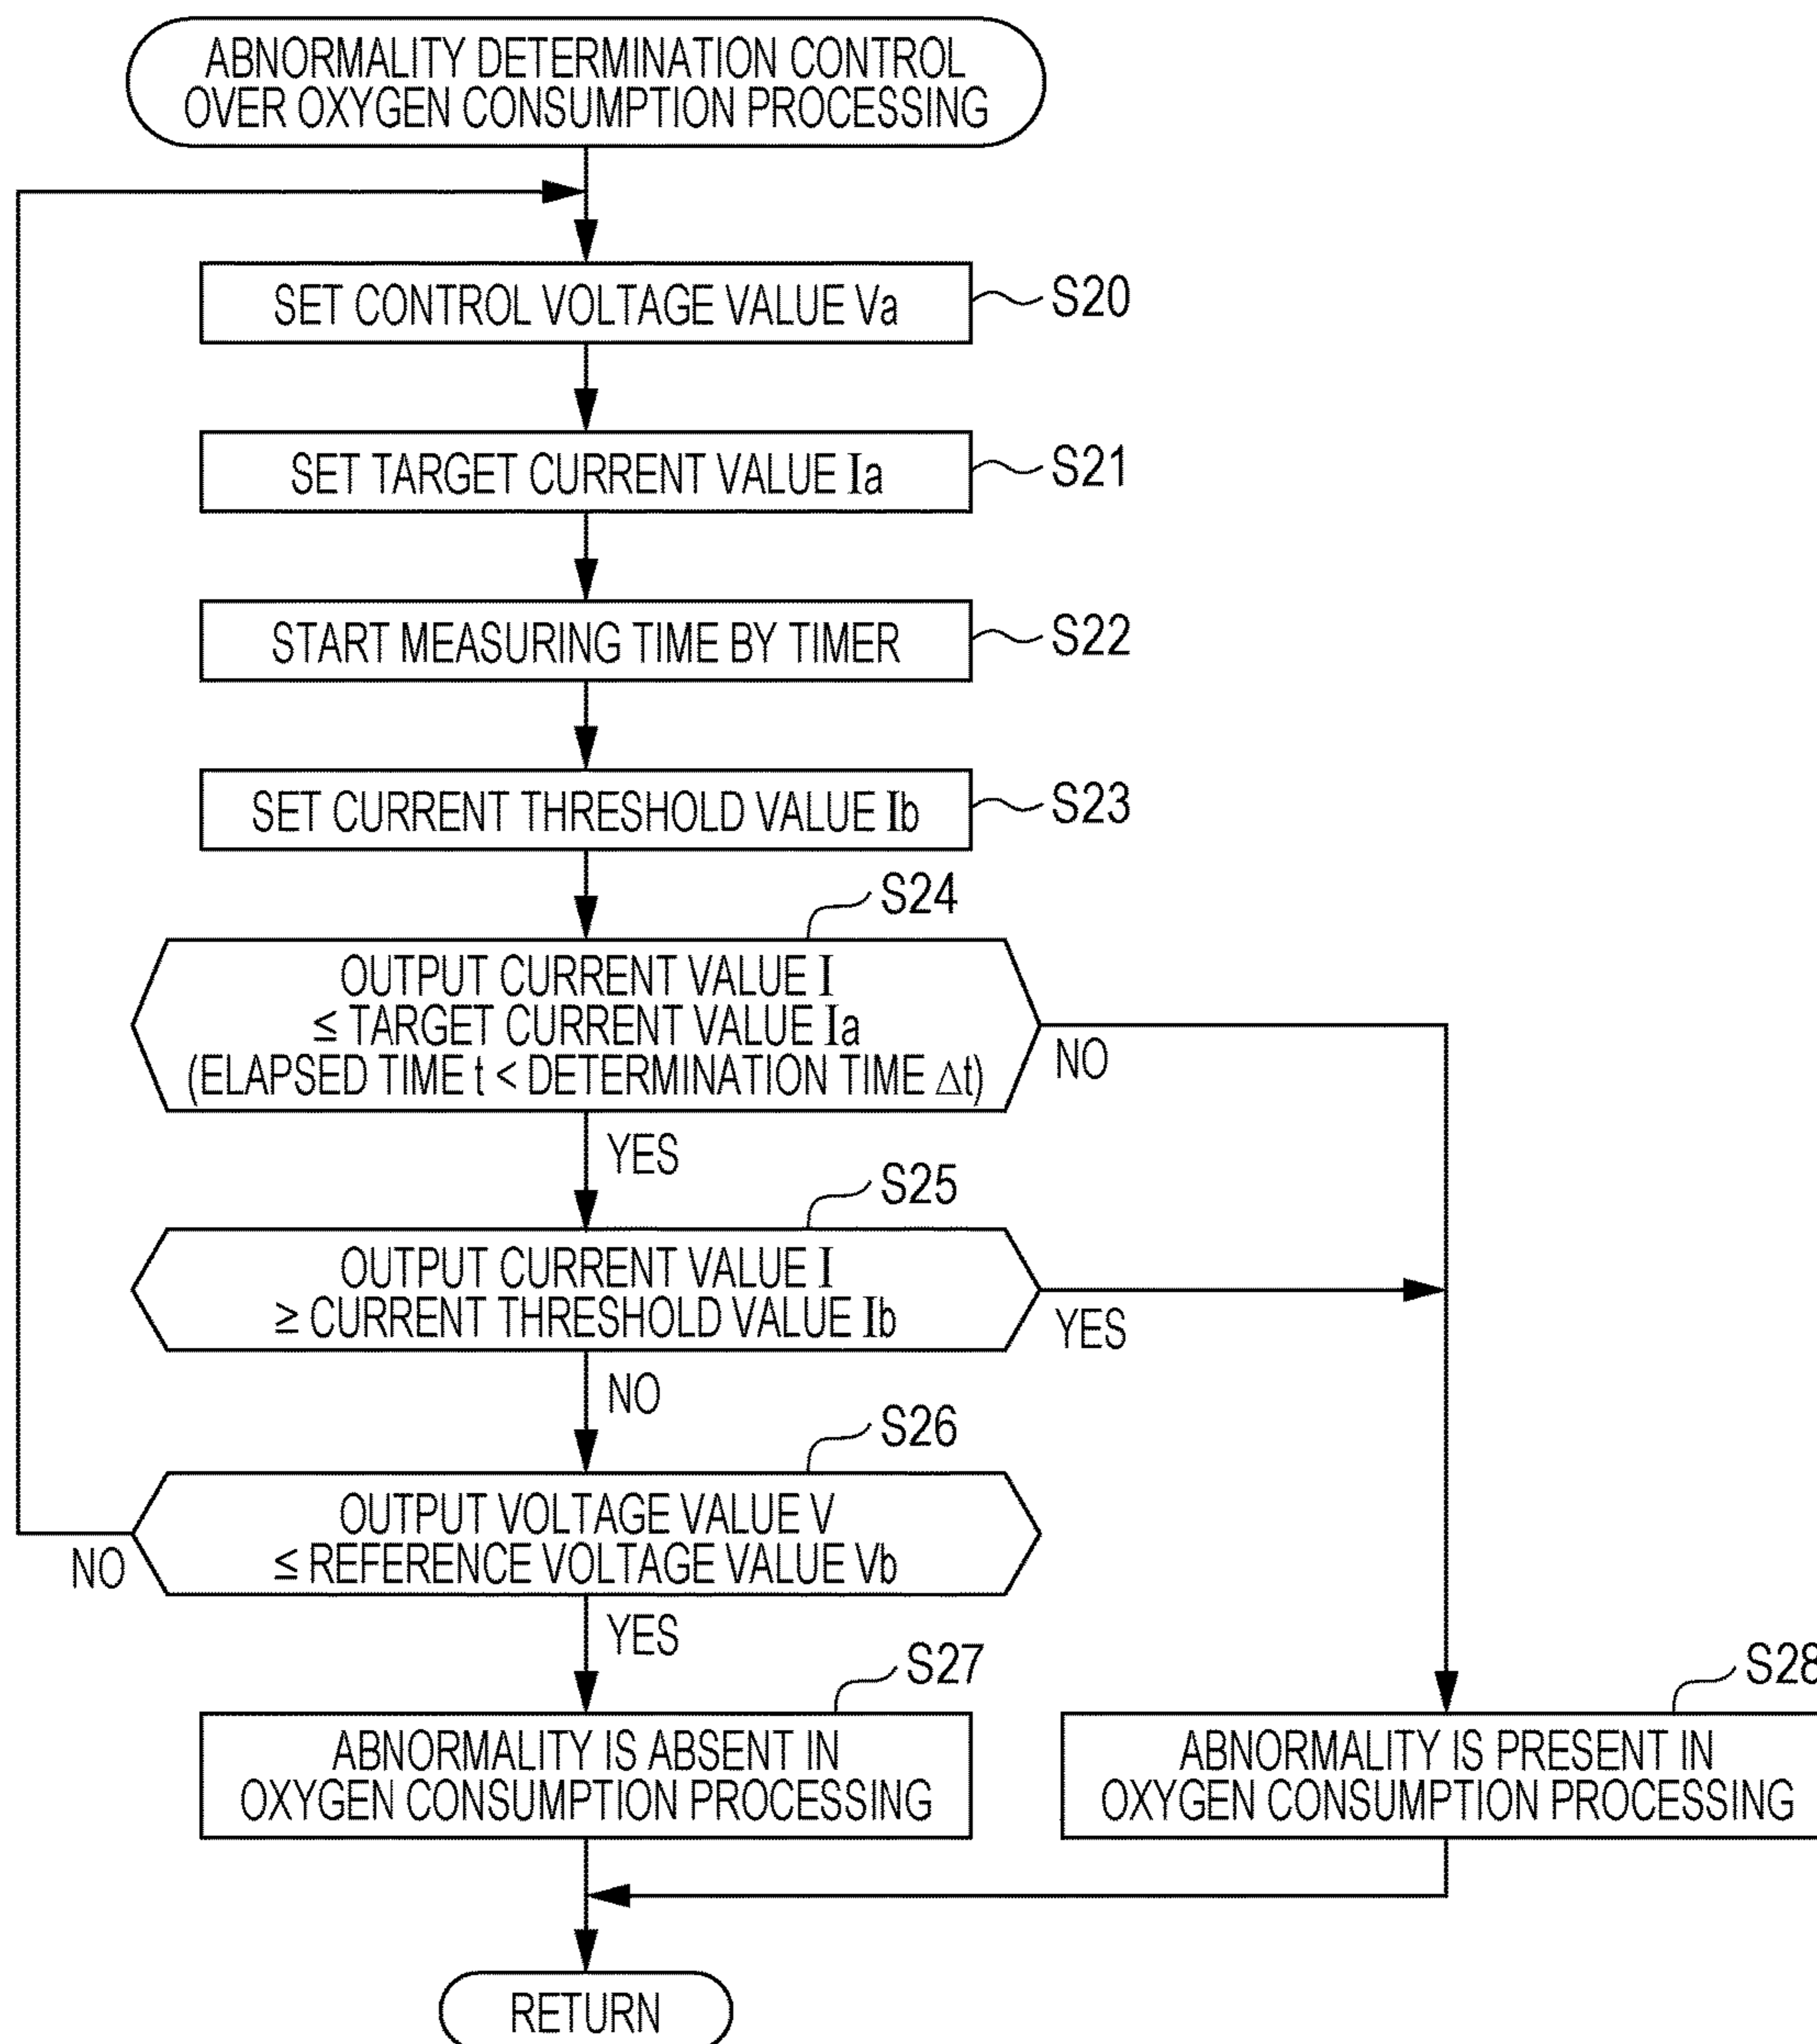 ABNORMALITY DETERMINATION CONTROL
OVER OXYGEN CONSUMPTION PROCESSING
SET CONTROL VOLTAGE VALUE Va
S20
SET TARGET CURRENT VALUE Ia
S21
START MEASURING TIME BY TIMER
S22
SET CURRENT THRESHOLD VALUE Ib
S23
S24
OUTPUT CURRENT VALUE I
≤ TARGET CURRENT VALUE Ia
(ELAPSED TIME t < DETERMINATION TIME Δt)
NO
YES
S25
OUTPUT CURRENT VALUE I
≥ CURRENT THRESHOLD VALUE Ib
YES
NO
S26
OUTPUT VOLTAGE VALUE V
≤ REFERENCE VOLTAGE VALUE Vb
NO
YES
S27
ABNORMALITY IS ABSENT IN
OXYGEN CONSUMPTION PROCESSING
S28
ABNORMALITY IS PRESENT IN
OXYGEN CONSUMPTION PROCESSING
RETURN